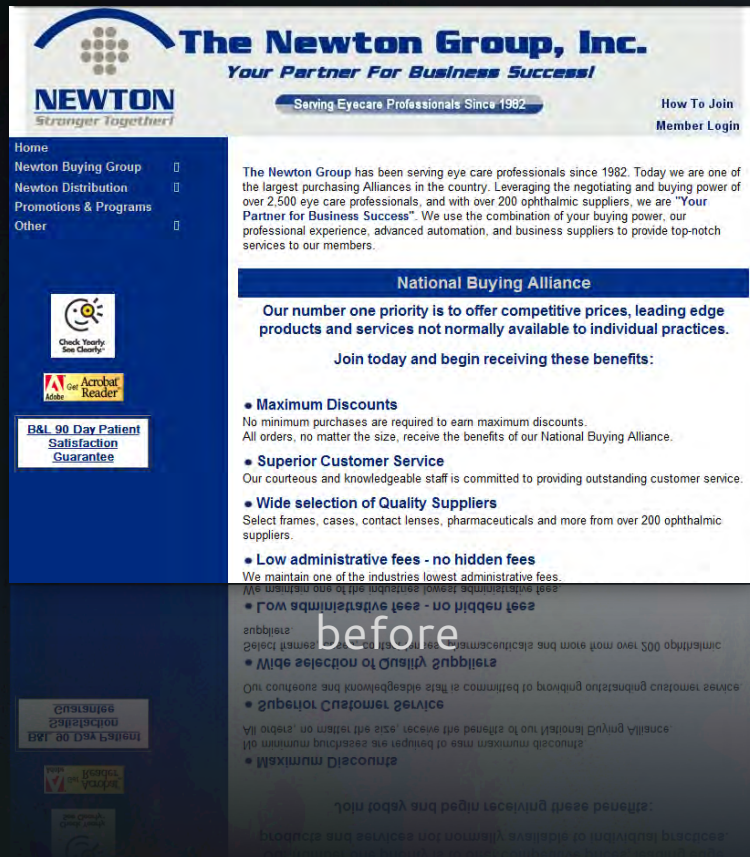 The Newton Group, Inc.
Your Partner For Business Success!
NEWTON
Stronger Together!
Serving Eyecare Professionals Since 1982
How To Join
Member Login
Home
Newton Buying Group
Newton Distribution
Promotions & Programs
Other
Check Yearly.
See Clearly.
Get Acrobat
Adobe Reader
B&L 90 Day Patient
Satisfaction
Guarantee
The Newton Group has been serving eye care professionals since 1982. Today we are one of
the largest purchasing Alliances in the country. Leveraging the negotiating and buying power of
over 2,500 eye care professionals, and with over 200 ophthalmic suppliers, we are "Your
Partner for Business Success". We use the combination of your buying power, our
professional experience, advanced automation, and business suppliers to provide top-notch
services to our members.
National Buying Alliance
Our number one priority is to offer competitive prices, leading edge
products and services not normally available to individual practices.
Join today and begin receiving these benefits:
• Maximum Discounts
No minimum purchases are required to earn maximum discounts.
All orders, no matter the size, receive the benefits of our National Buying Alliance.
• Superior Customer Service
Our courteous and knowledgeable staff is committed to providing outstanding customer service.
• Wide selection of Quality Suppliers
Select frames, cases, contact lenses, pharmaceuticals and more from over 200 ophthalmic
suppliers.
• Low administrative fees - no hidden fees
We maintain one of the industries lowest administrative fees.
before